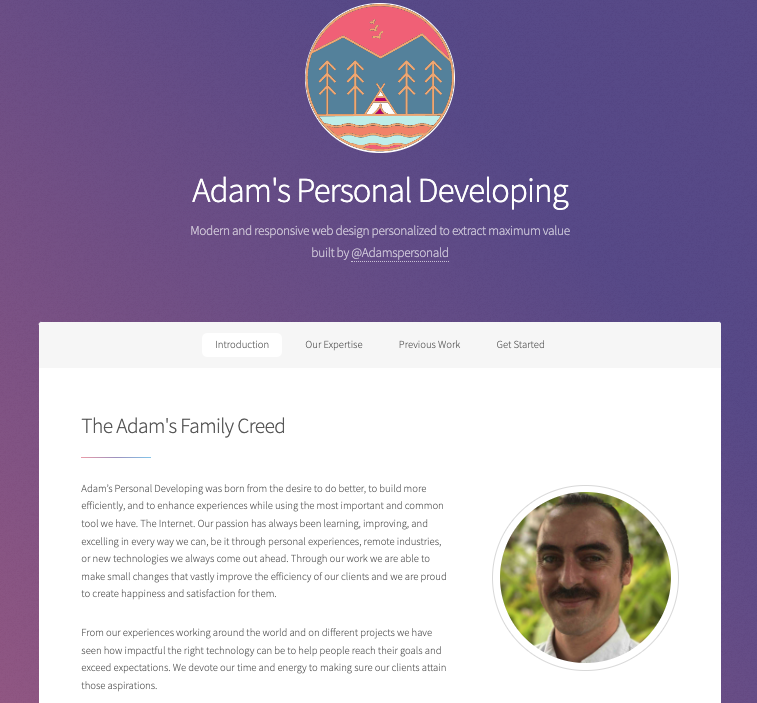 Adam's Personal Developing
Modern and responsive web design personalized to extract maximum value
built by @Adamspersonald
Introduction
Our Expertise
Previous Work
Get Started
The Adam's Family Creed
Adam's Personal Developing was born from the desire to do better, to build more
efficiently, and to enhance experiences while using the most important and common
tool we have. The Internet. Our passion has always been learning, improving, and
excelling in every way we can, be it through personal experiences, remote industries,
or new technologies we always come out ahead. Through our work we are able to
make small changes that vastly improve the efficiency of our clients and we are proud
to create happiness and satisfaction for them.
From our experiences working around the world and on different projects we have
seen how impactful the right technology can be to help people reach their goals and
exceed expectations. We devote our time and energy to making sure our clients attain
those aspirations.